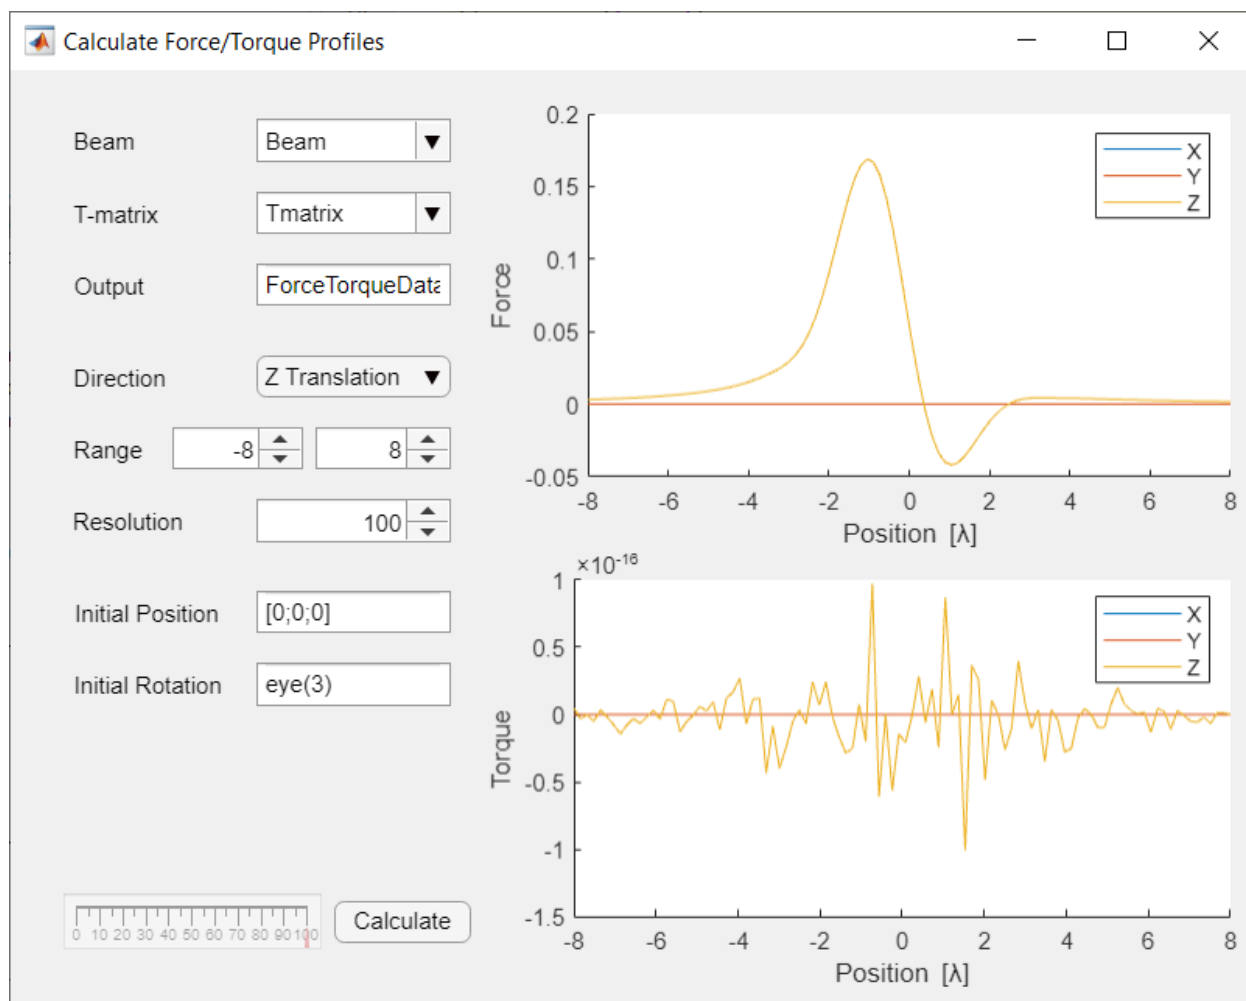 Calculate Force/Torque Profiles
Beam
Beam
T-matrix
Tmatrix
Output
ForceTorqueData
Direction
Z Translation
Range
-8
8
Resolution
100
Initial Position
[0;0;0]
Initial Rotation
eye(3)
0 10 20 30 40 50 60 70 80 90 100
Calculate
0.2
0.15
0.1
0.05
0
-0.05
Force
X
Y
Z
-8 -6 -4 -2 0 2 4 6 8
Position [λ]
×10⁻¹⁶
1
0.5
0
-0.5
-1
-1.5
Torque
X
Y
Z
-8 -6 -4 -2 0 2 4 6 8
Position [λ]